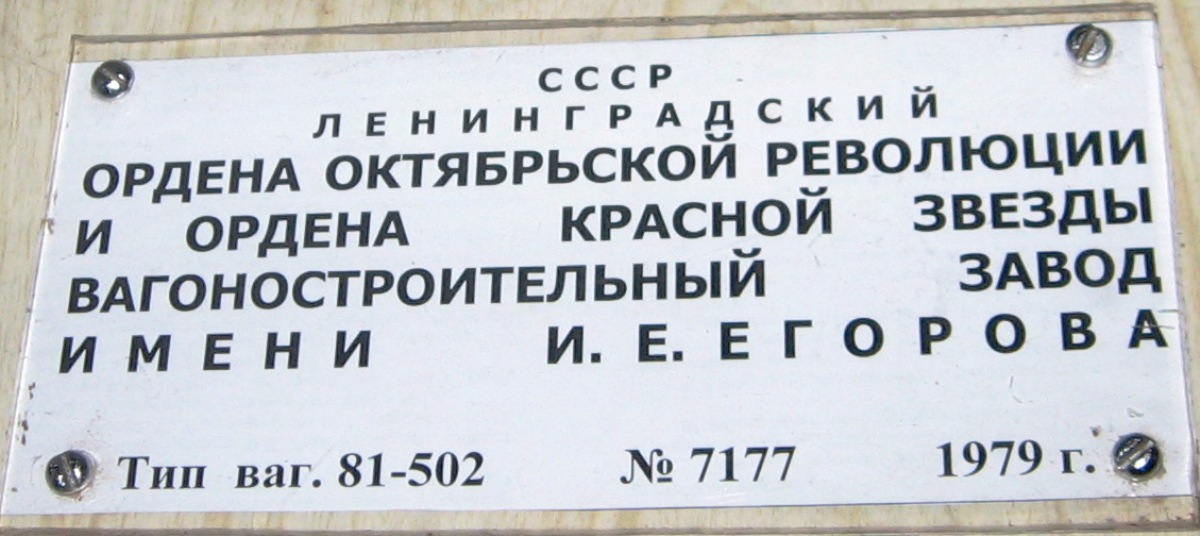 СССР
ЛЕНИНГРАДСКИЙ
ОРДЕНА ОКТЯБРЬСКОЙ РЕВОЛЮЦИИ
И ОРДЕНА КРАСНОЙ ЗВЕЗДЫ
ВАГОНОСТРОИТЕЛЬНЫЙ ЗАВОД
ИМЕНИ И. Е. ЕГОРОВА
Тип ваг. 81-502 № 7177 1979 г.